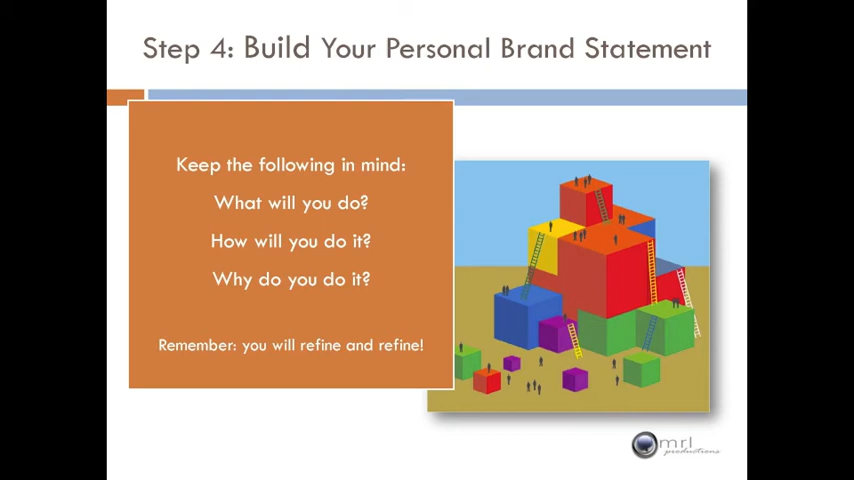 Step 4: Build Your Personal Brand Statement
Keep the following in mind:
What will you do?
How will you do it?
Why do you do it?
Remember: you will refine and refine!
mrl
productions